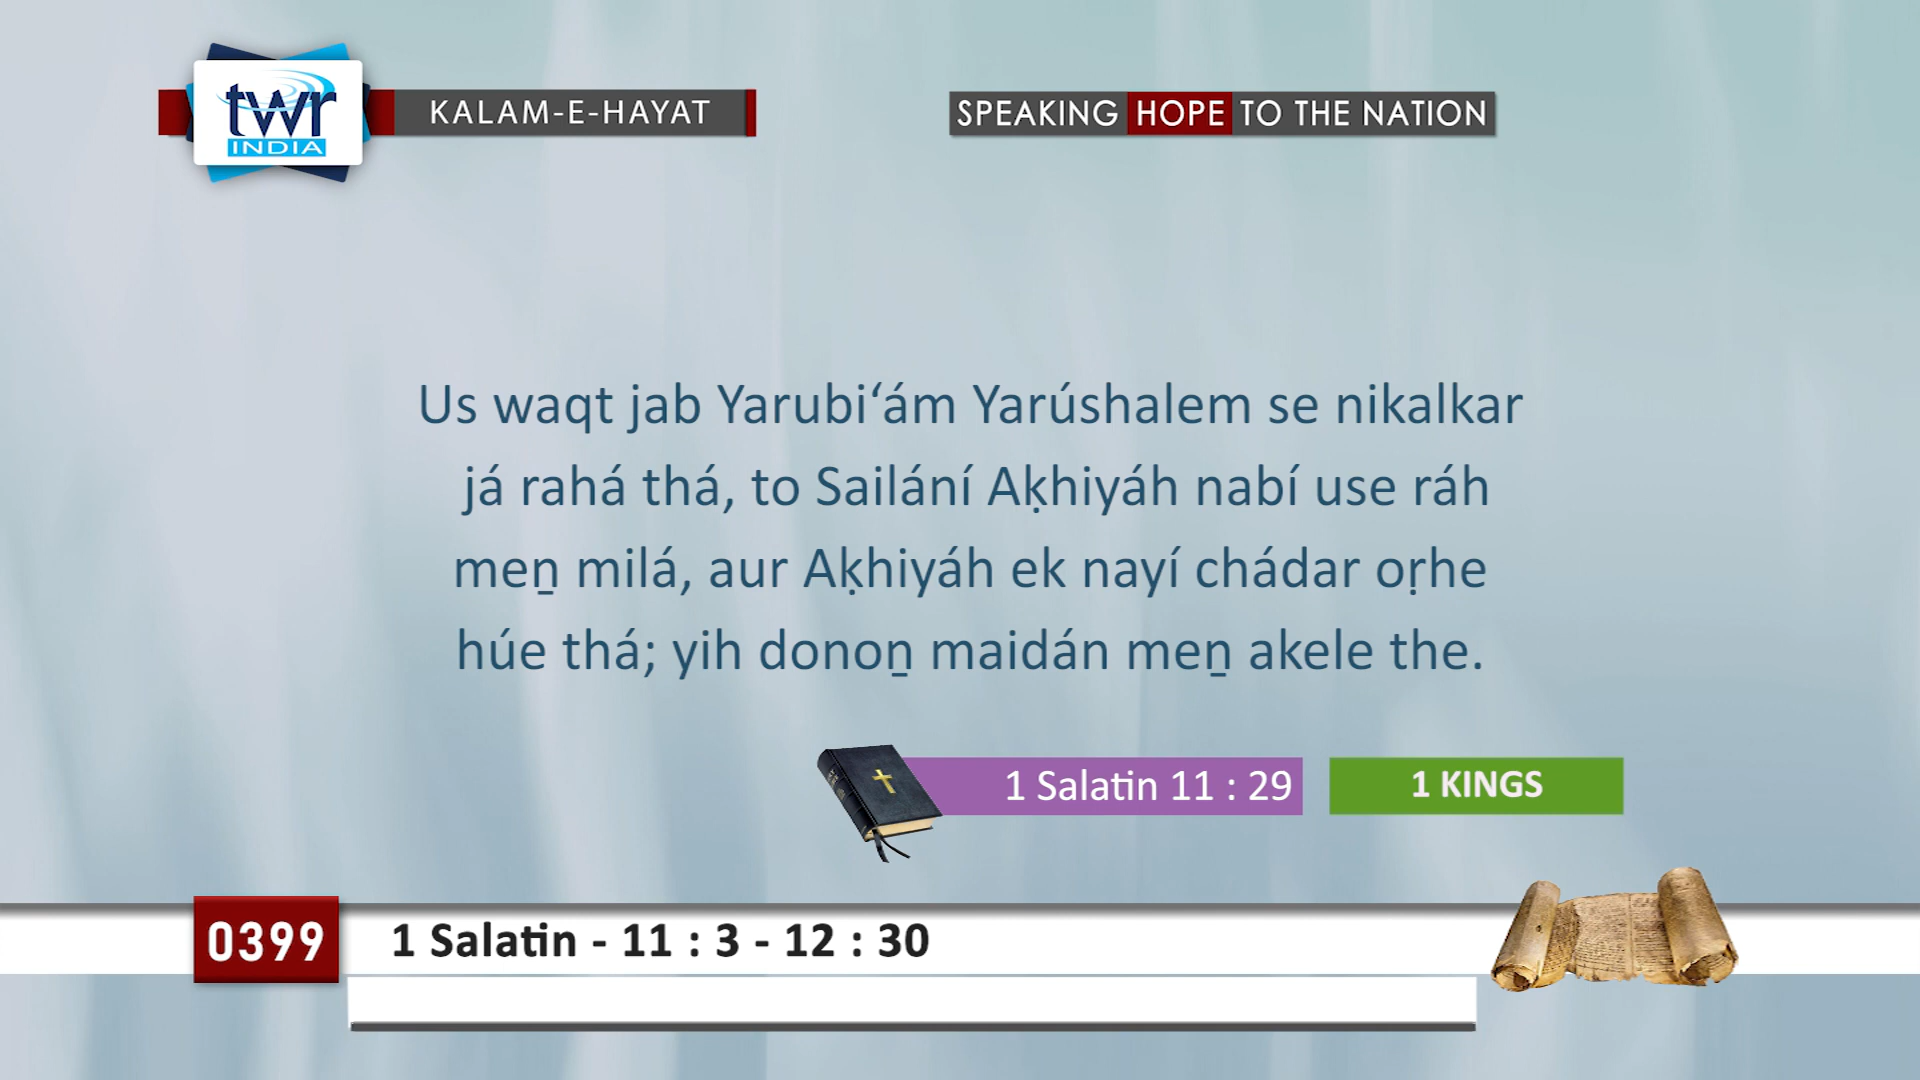 twr
INDIA
KALAM-E-HAYAT
SPEAKING HOPE TO THE NATION
Us waqt jab Yarubi‘ám Yarúshalem se nikalkar
já rahá thá, to Sailání Aḳhiyáh nabí use ráh
meṉ milá, aur Aḳhiyáh ek nayí chádar oṛhe
húe thá; yih donoṉ maidán meṉ akele the.
1 Salatin 11 : 29
1 KINGS
0399
1 Salatin - 11 : 3 - 12 : 30